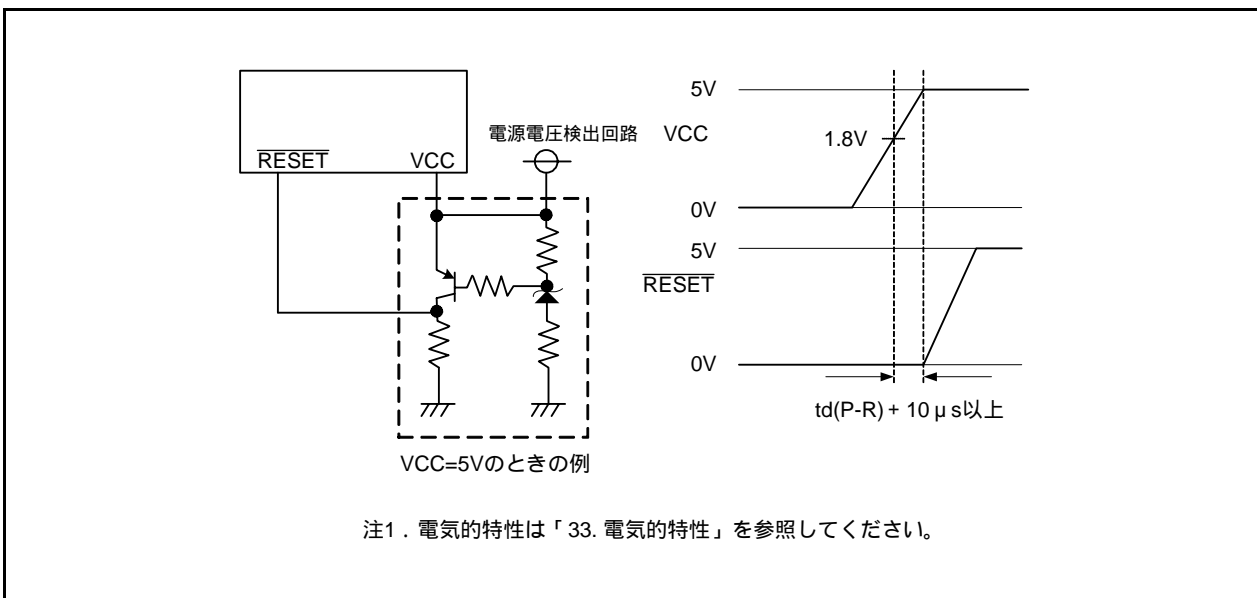 RESET VCC
電源電圧検出回路
VCC=5Vのときの例
5V
VCC
1.8V
0V
5V
RESET
0V
td(P-R) + 10 μs以上
注1．電気的特性は「33. 電気的特性」を参照してください。